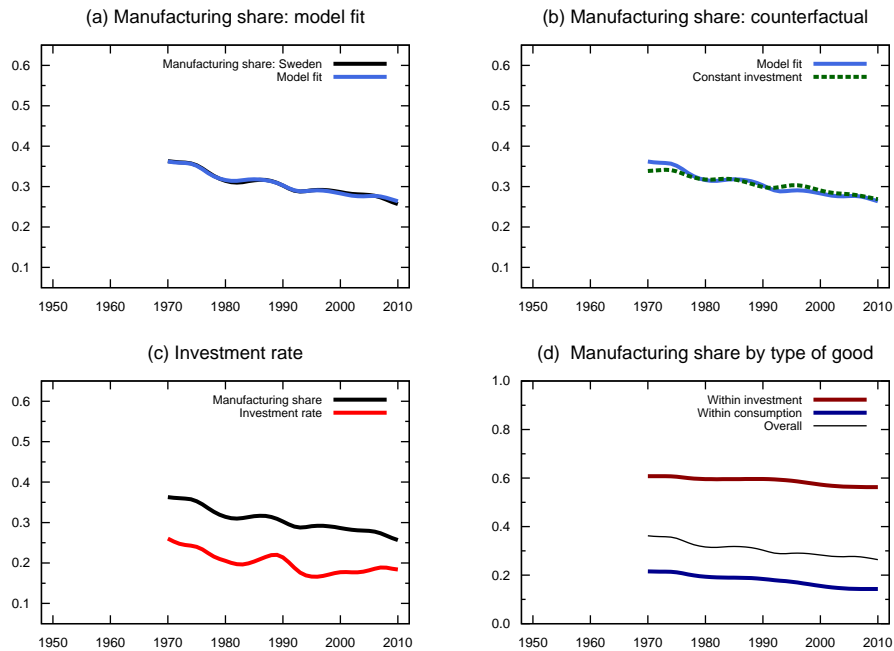 (a) Manufacturing share: model fit
Manufacturing share: Sweden
Model fit
0.6
0.5
0.4
0.3
0.2
0.1
1950 1960 1970 1980 1990 2000 2010
(b) Manufacturing share: counterfactual
Model fit
Constant investment
0.6
0.5
0.4
0.3
0.2
0.1
1950 1960 1970 1980 1990 2000 2010
(c) Investment rate
Manufacturing share
Investment rate
0.6
0.5
0.4
0.3
0.2
0.1
1950 1960 1970 1980 1990 2000 2010
(d) Manufacturing share by type of good
Within investment
Within consumption
Overall
1.0
0.8
0.6
0.4
0.2
0.0
1950 1960 1970 1980 1990 2000 2010